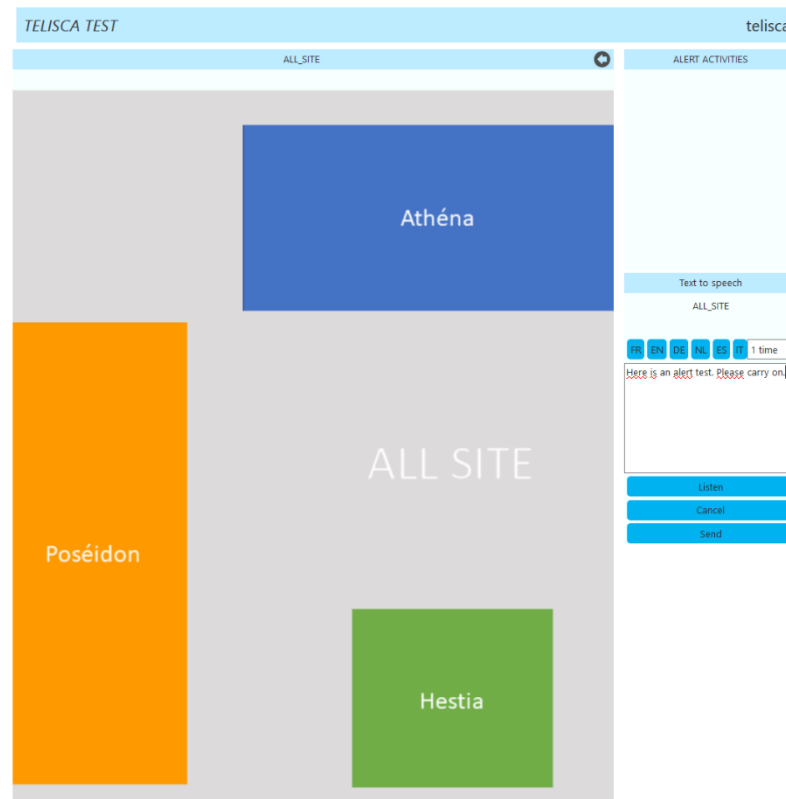 TELISCA TEST
telisca
ALL_SITE
ALERT ACTIVITIES
Athéna
Poséidon
ALL SITE
Hestia
Text to speech
ALL_SITE
FR EN DE NL ES IT 1 time
Here is an alert test. Please carry on.
Listen
Cancel
Send